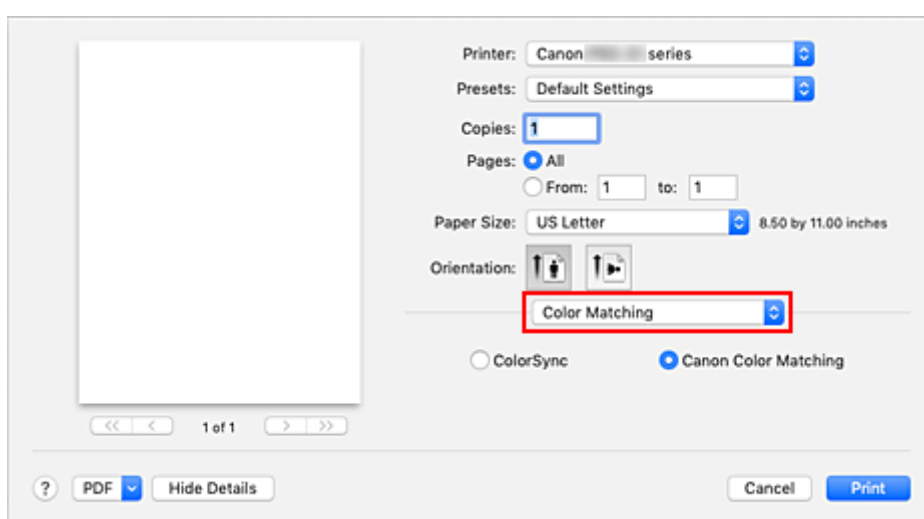 Printer: Canon series
Presets: Default Settings
Copies: 1
Pages: All
From: 1 to: 1
Paper Size: US Letter 8.50 by 11.00 inches
Orientation:
Color Matching
ColorSync Canon Color Matching
<< < 1 of 1 > >>
? PDF Hide Details Cancel Print